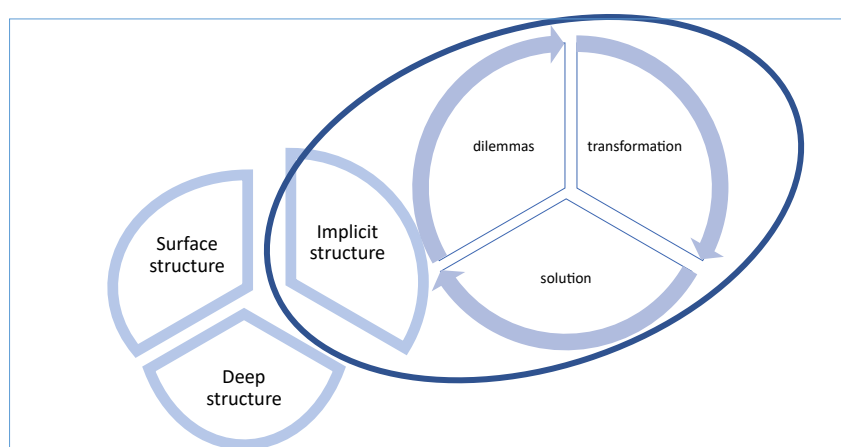 dilemmas
transformation
solution
Implicit
structure
Surface
structure
Deep
structure